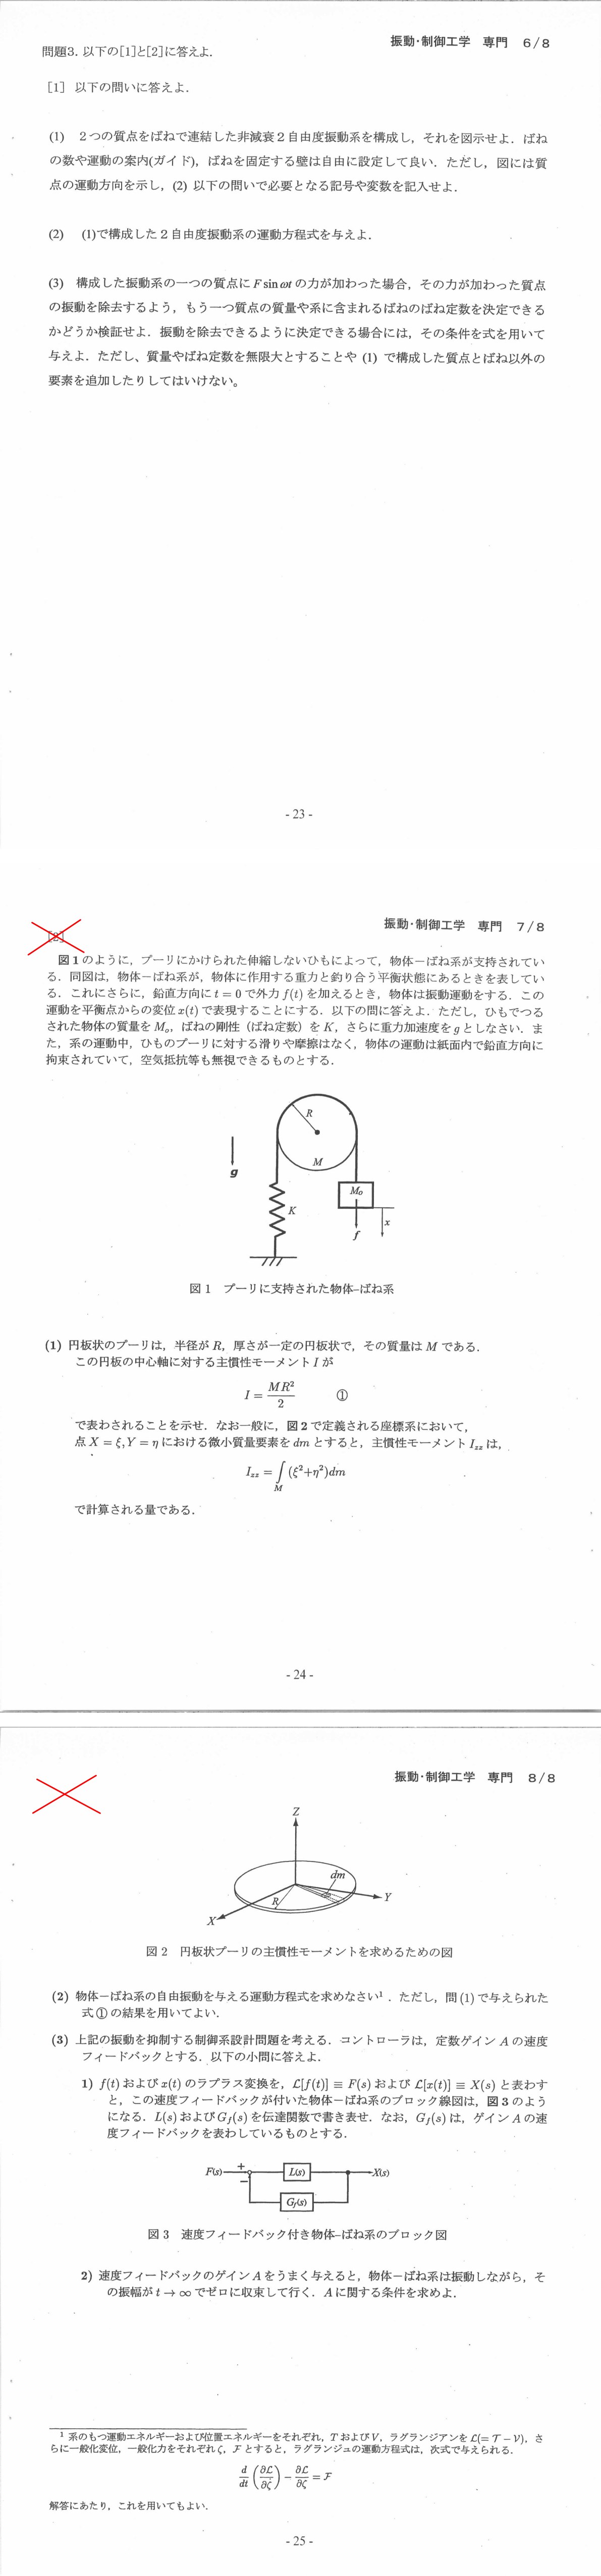 振動・制御工学　専門　6/8
問題3. 以下の[1]と[2]に答えよ.
[1] 以下の問いに答えよ.
(1) 2つの質点をばねで連結した非減衰2自由度振動系を構成し, それを図示せよ. ばね
の数や運動の案内(ガイド), ばねを固定する壁は自由に設定して良い. ただし, 図には質
点の運動方向を示し, (2) 以下の問いで必要となる記号や変数を記入せよ.
(2) (1)で構成した2自由度振動系の運動方程式を与えよ.
(3) 構成した振動系の一つの質点に F sin ωt の力が加わった場合, その力が加わった質点
の振動を除去するよう, もう一つ質点の質量や系に含まれるばねのばね定数を決定できる
かどうか検証せよ. 振動を除去できるように決定できる場合には, その条件を式を用いて
与えよ. ただし、質量やばね定数を無限大とすることや (1) で構成した質点とばね以外の
要素を追加したりしてはいけない。
- 23 -
振動・制御工学　専門　7/8
[2]
図1のように, プーリにかけられた伸縮しないひもによって, 物体−ばね系が支持されてい
る. 同図は, 物体−ばね系が, 物体に作用する重力と釣り合う平衡状態にあるときを表してい
る. これにさらに, 鉛直方向に t = 0 で外力 f(t) を加えるとき, 物体は振動運動をする. この
運動を平衡点からの変位 x(t) で表現することにする. 以下の問に答えよ. ただし, ひもでつる
された物体の質量を Mₒ, ばねの剛性 (ばね定数) を K, さらに重力加速度を g としなさい. ま
た, 系の運動中, ひものプーリに対する滑りや摩擦はなく, 物体の運動は紙面内で鉛直方向に
拘束されていて, 空気抵抗等も無視できるものとする.
R
g
M
M₀
K
x
f
図1 プーリに支持された物体−ばね系
(1) 円板状のプーリは, 半径が R, 厚さが一定の円板状で, その質量は M である.
この円板の中心軸に対する主慣性モーメント I が
I = MR²/2 ①
で表わされることを示せ. なお一般に, 図2で定義される座標系において,
点 X = ξ, Y = η における微小質量要素を dm とすると, 主慣性モーメント I_zz は,
I_zz = ∫_M (ξ²+η²)dm
で計算される量である.
- 24 -
振動・制御工学　専門　8/8
Z
dm
Y
R
X
図2 円板状プーリの主慣性モーメントを求めるための図
(2) 物体−ばね系の自由振動を与える運動方程式を求めなさい¹. ただし, 問(1)で与えられた
式①の結果を用いてよい.
(3) 上記の振動を抑制する制御系設計問題を考える. コントローラは, 定数ゲイン A の速度
フィードバックとする. 以下の小問に答えよ.
1) f(t) および x(t) のラプラス変換を, ℒ[f(t)] ≡ F(s) および ℒ[x(t)] ≡ X(s) と表わす
と, この速度フィードバックが付いた物体−ばね系のブロック線図は, 図3のよう
になる. L(s) および G_f(s) を伝達関数で書き表せ. なお, G_f(s) は, ゲイン A の速
度フィードバックを表わしているものとする.
F(s) + − L(s) X(s)
G_f(s)
図3 速度フィードバック付き物体−ばね系のブロック図
2) 速度フィードバックのゲイン A をうまく与えると, 物体−ばね系は振動しながら, そ
の振幅が t → ∞ でゼロに収束して行く. A に関する条件を求めよ.
¹ 系のもつ運動エネルギーおよび位置エネルギーをそれぞれ, T および V, ラグランジアンを ℒ(= T − V), さ
らに一般化変位, 一般化力をそれぞれ ζ, F とすると, ラグランジュの運動方程式は, 次式で与えられる.
d/dt (∂ℒ/∂ζ̇) − ∂ℒ/∂ζ = F
解答にあたり, これを用いてもよい.
- 25 -